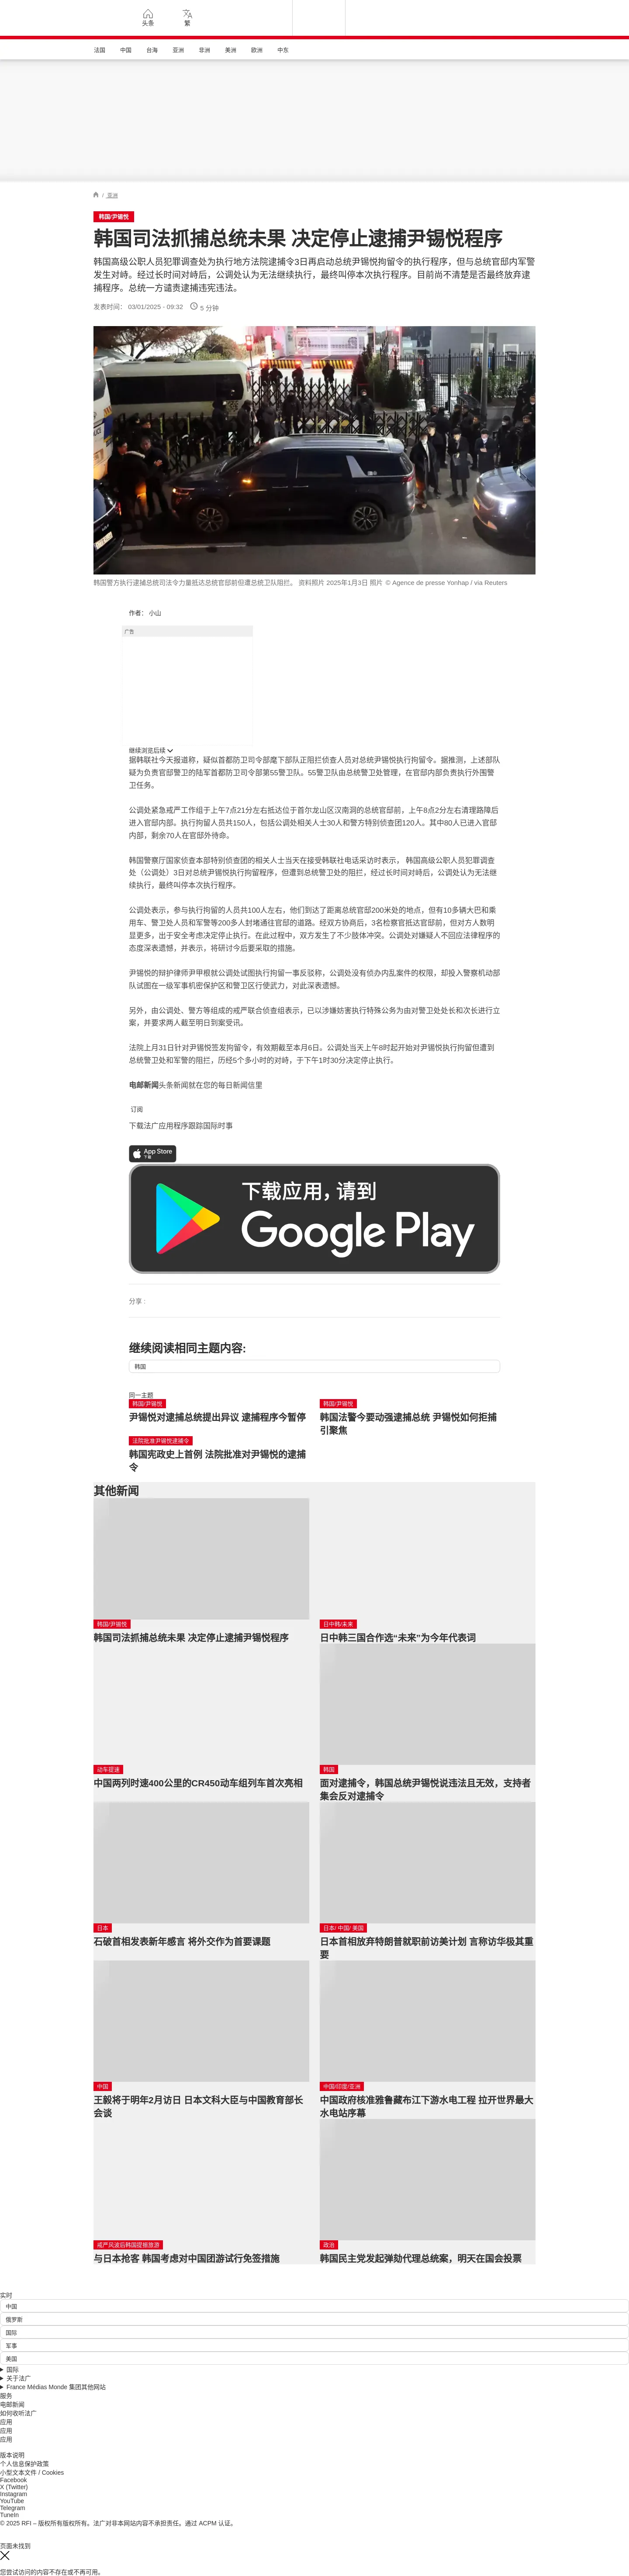 头条
繁
法国
中国
台海
亚洲
非洲
美洲
欧洲
中东
/ 亚洲
韩国/尹锡悦
韩国司法抓捕总统未果 决定停止逮捕尹锡悦程序
韩国高级公职人员犯罪调查处为执行地方法院逮捕令3日再启动总统尹锡悦拘留令的执行程序，但与总统官邸内军警
发生对峙。经过长时间对峙后，公调处认为无法继续执行，最终叫停本次执行程序。目前尚不清楚是否最终放弃逮
捕程序。总统一方谴责逮捕违宪违法。
发表时间： 03/01/2025 - 09:32
5 分钟
韩国警方执行逮捕总统司法令力量抵达总统官邸前但遭总统卫队阻拦。 资料照片 2025年1月3日 照片 © Agence de presse Yonhap / via Reuters
作者： 小山
广告
继续浏览后续
据韩联社今天报道称，疑似首都防卫司令部麾下部队正阻拦侦查人员对总统尹锡悦执行拘留令。据推测，上述部队
疑为负责官邸警卫的陆军首都防卫司令部第55警卫队。55警卫队由总统警卫处管理，在官邸内部负责执行外围警
卫任务。
公调处紧急戒严工作组于上午7点21分左右抵达位于首尔龙山区汉南洞的总统官邸前，上午8点2分左右清理路障后
进入官邸内部。执行拘留人员共150人，包括公调处相关人士30人和警方特别侦查团120人。其中80人已进入官邸
内部，剩余70人在官邸外待命。
韩国警察厅国家侦查本部特别侦查团的相关人士当天在接受韩联社电话采访时表示， 韩国高级公职人员犯罪调查
处（公调处）3日对总统尹锡悦执行拘留程序，但遭到总统警卫处的阻拦，经过长时间对峙后，公调处认为无法继
续执行，最终叫停本次执行程序。
公调处表示，参与执行拘留的人员共100人左右，他们到达了距离总统官邸200米处的地点，但有10多辆大巴和乘
用车、警卫处人员和军警等200多人封堵通往官邸的道路。经双方协商后，3名检察官抵达官邸前，但对方人数明
显更多，出于安全考虑决定停止执行。在此过程中，双方发生了不少肢体冲突。公调处对嫌疑人不回应法律程序的
态度深表遗憾，并表示，将研讨今后要采取的措施。
尹锡悦的辩护律师尹甲根就公调处试图执行拘留一事反驳称，公调处没有侦办内乱案件的权限，却投入警察机动部
队试图在一级军事机密保护区和警卫区行使武力，对此深表遗憾。
另外，由公调处、警方等组成的戒严联合侦查组表示，已以涉嫌妨害执行特殊公务为由对警卫处处长和次长进行立
案，并要求两人截至明日到案受讯。
法院上月31日针对尹锡悦签发拘留令，有效期截至本月6日。公调处当天上午8时起开始对尹锡悦执行拘留但遭到
总统警卫处和军警的阻拦，历经5个多小时的对峙，于下午1时30分决定停止执行。
电邮新闻头条新闻就在您的每日新闻信里
订阅
下载法广应用程序跟踪国际时事
App Store
下载
下载应用，请到
Google Play
分享 :
继续阅读相同主题内容:
韩国
同一主题
韩国/尹锡悦
尹锡悦对逮捕总统提出异议 逮捕程序今暂停
韩国/尹锡悦
韩国法警今要动强逮捕总统 尹锡悦如何拒捕
引聚焦
法院批准尹锡悦逮捕令
韩国宪政史上首例 法院批准对尹锡悦的逮捕
令
其他新闻
韩国/尹锡悦
韩国司法抓捕总统未果 决定停止逮捕尹锡悦程序
日中韩/未来
日中韩三国合作选“未来”为今年代表词
动车提速
中国两列时速400公里的CR450动车组列车首次亮相
韩国
面对逮捕令，韩国总统尹锡悦说违法且无效，支持者
集会反对逮捕令
日本
石破首相发表新年感言 将外交作为首要课题
日本/ 中国/ 美国
日本首相放弃特朗普就职前访美计划 言称访华极其重
要
中国
王毅将于明年2月访日 日本文科大臣与中国教育部长
会谈
中国/印度/亚洲
中国政府核准雅鲁藏布江下游水电工程 拉开世界最大
水电站序幕
戒严风波后韩国提振旅游
与日本抢客 韩国考虑对中国团游试行免签措施
政治
韩国民主党发起弹劾代理总统案，明天在国会投票
实时
中国
俄罗斯
国际
军事
美国
国际
关于法广
France Médias Monde 集团其他网站
服务
电邮新闻
如何收听法广
应用
应用
应用
版本说明
个人信息保护政策
小型文本文件 / Cookies
Facebook
X (Twitter)
Instagram
YouTube
Telegram
TuneIn
© 2025 RFI – 版权所有版权所有。法广对非本网站内容不承担责任。通过 ACPM 认证。
页面未找到
您尝试访问的内容不存在或不再可用。